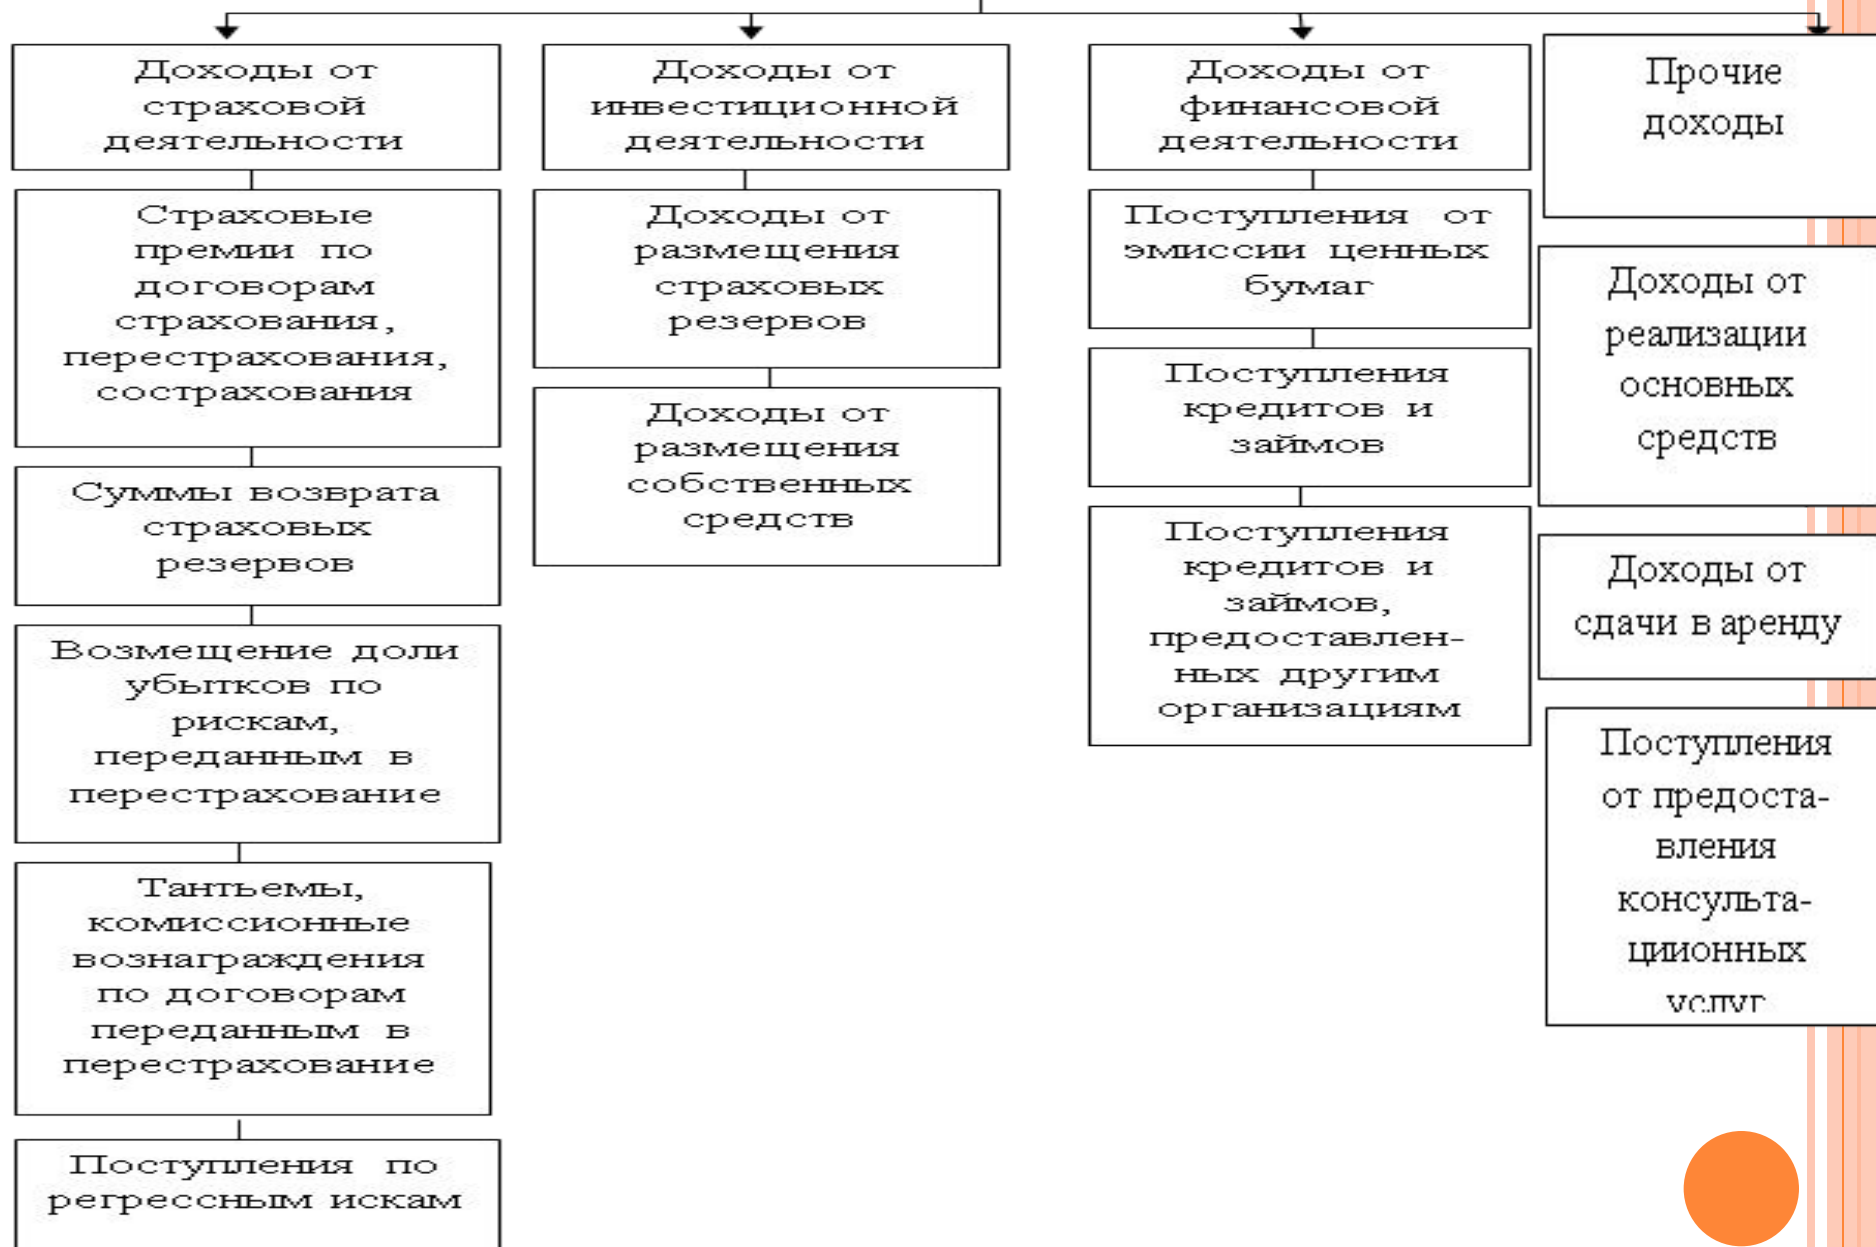 Доходы от
страховой
деятельности
Страховые
премии по
договорам
страхования,
перестрахования,
сострахования
Суммы возврата
страховых
резервов
Возмещение доли
убытков по
рискам,
переданным в
перестрахование
Тантьемы,
комиссионные
вознаграждения
по договорам
переданным в
перестрахование
Поступления по
регрессным искам
Доходы от
инвестиционной
деятельности
Доходы от
размещения
страховых
резервов
Доходы от
размещения
собственных
средств
Доходы от
финансовой
деятельности
Поступления от
эмиссии ценных
бумаг
Поступления
кредитов и
займов
Поступления
кредитов и
займов,
предоставлен-
ных другим
организациям
Прочие
доходы
Доходы от
реализации
основных
средств
Доходы от
сдачи в аренду
Поступления
от предоста-
вления
консульта-
циионных
услуг